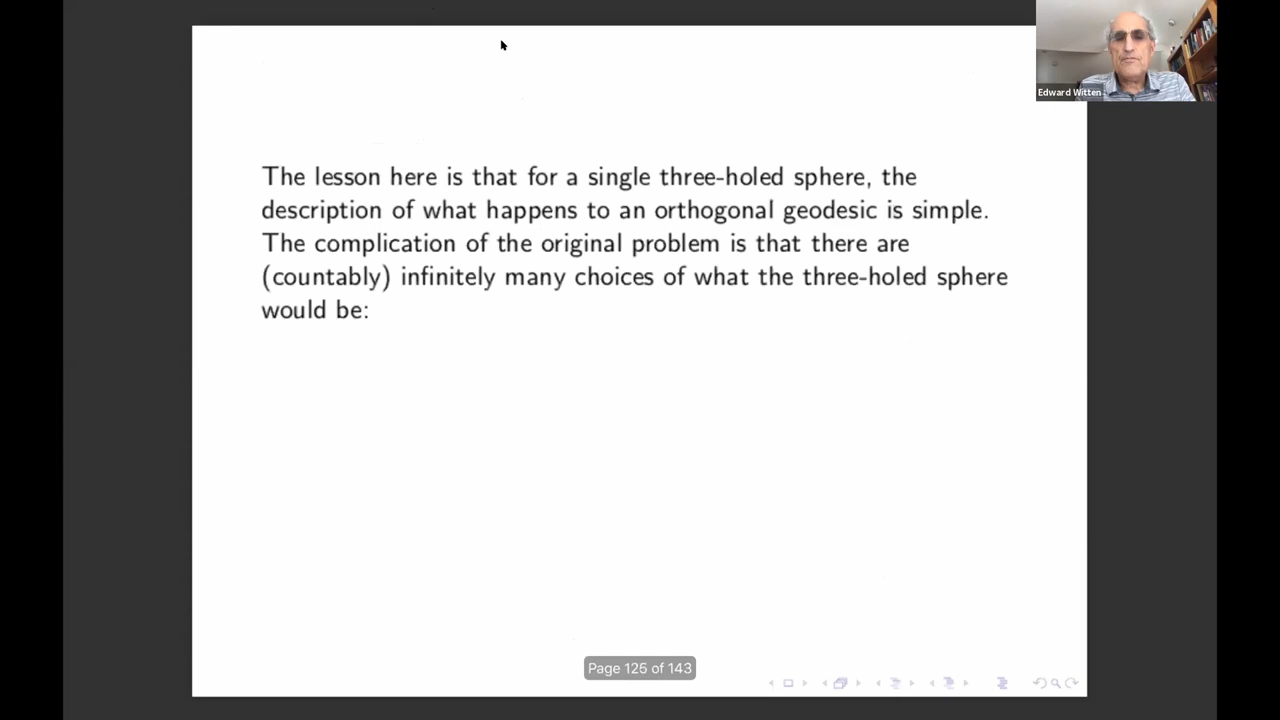 Edward Witten
The lesson here is that for a single three-holed sphere, the
description of what happens to an orthogonal geodesic is simple.
The complication of the original problem is that there are
(countably) infinitely many choices of what the three-holed sphere
would be:
Page 125 of 143